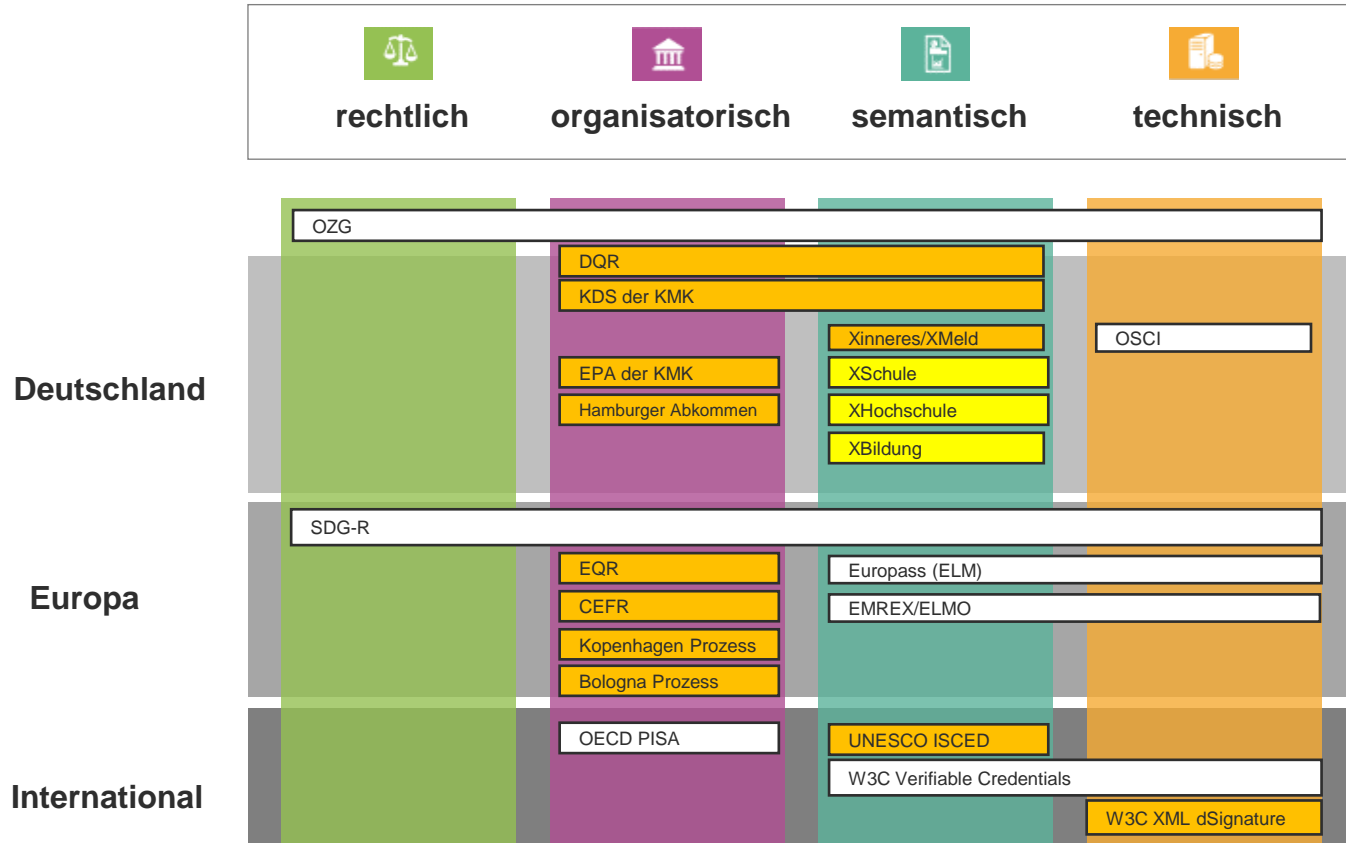 rechtlich
organisatorisch
semantisch
technisch
OZG
DQR
KDS der KMK
Xinneres/XMeld
OSCI
Deutschland
EPA der KMK
XSchule
Hamburger Abkommen
XHochschule
XBildung
SDG-R
Europa
EQR
Europass (ELM)
CEFR
EMREX/ELMO
Kopenhagen Prozess
Bologna Prozess
International
OECD PISA
UNESCO ISCED
W3C Verifiable Credentials
W3C XML dSignature